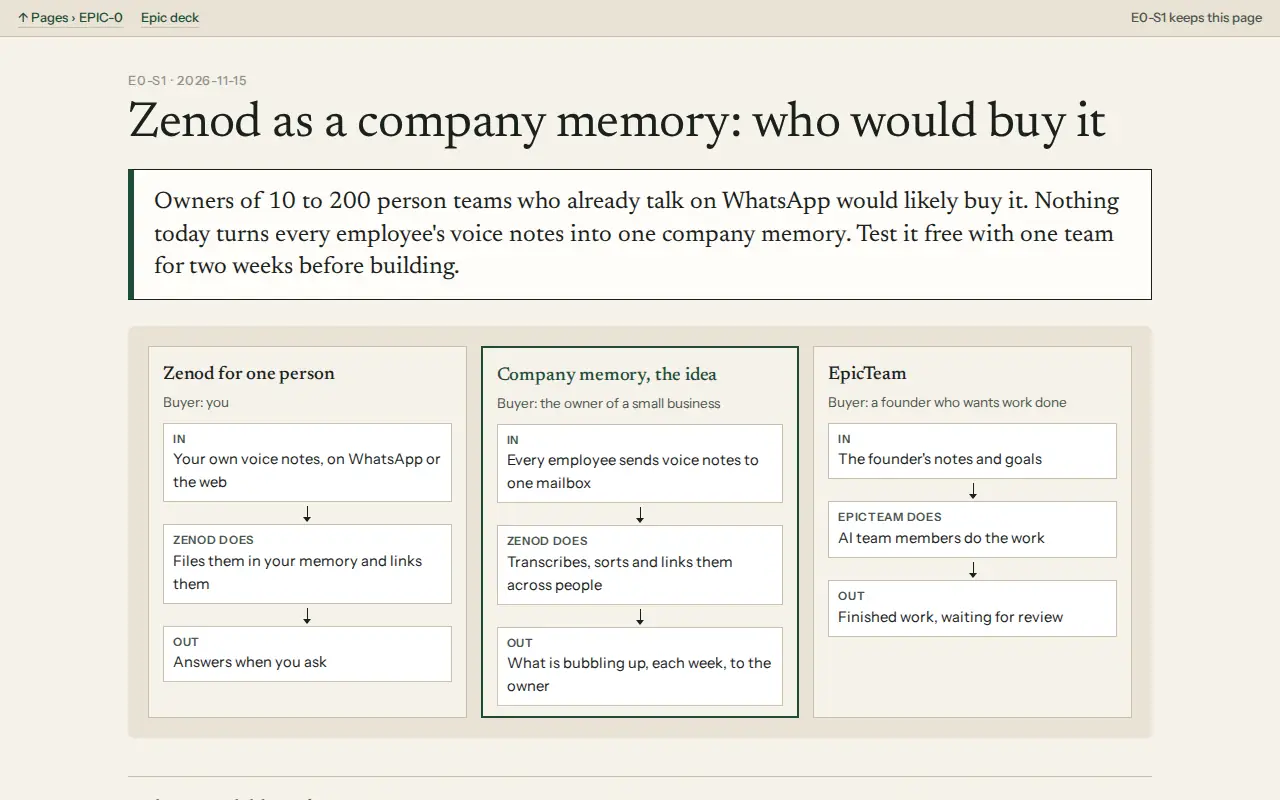 ↑ Pages › EPIC-0
Epic deck
E0-S1 keeps this page
E0-S1 · 2026-11-15
Zenod as a company memory: who would buy it
Owners of 10 to 200 person teams who already talk on WhatsApp would likely buy it. Nothing
today turns every employee's voice notes into one company memory. Test it free with one team
for two weeks before building.
Zenod for one person
Buyer: you
IN
Your own voice notes, on WhatsApp or
the web
↓
ZENOD DOES
Files them in your memory and links
them
↓
OUT
Answers when you ask
Company memory, the idea
Buyer: the owner of a small business
IN
Every employee sends voice notes to
one mailbox
↓
ZENOD DOES
Transcribes, sorts and links them
across people
↓
OUT
What is bubbling up, each week, to the
owner
EpicTeam
Buyer: a founder who wants work done
IN
The founder's notes and goals
↓
EPICTEAM DOES
AI team members do the work
↓
OUT
Finished work, waiting for review